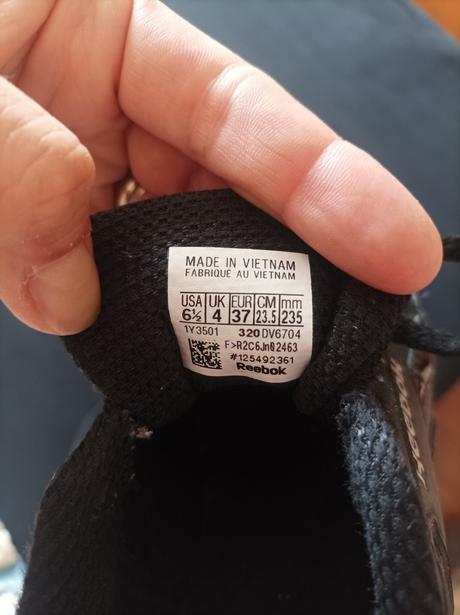 MADE IN VIETNAM
FABRIQUÉ AU VIETNAM
USA UK EUR CM mm
6½ 4 37 23.5 235
1Y3501 320 DV6704
F>R2C6Jn02463
#125492361
Reebok